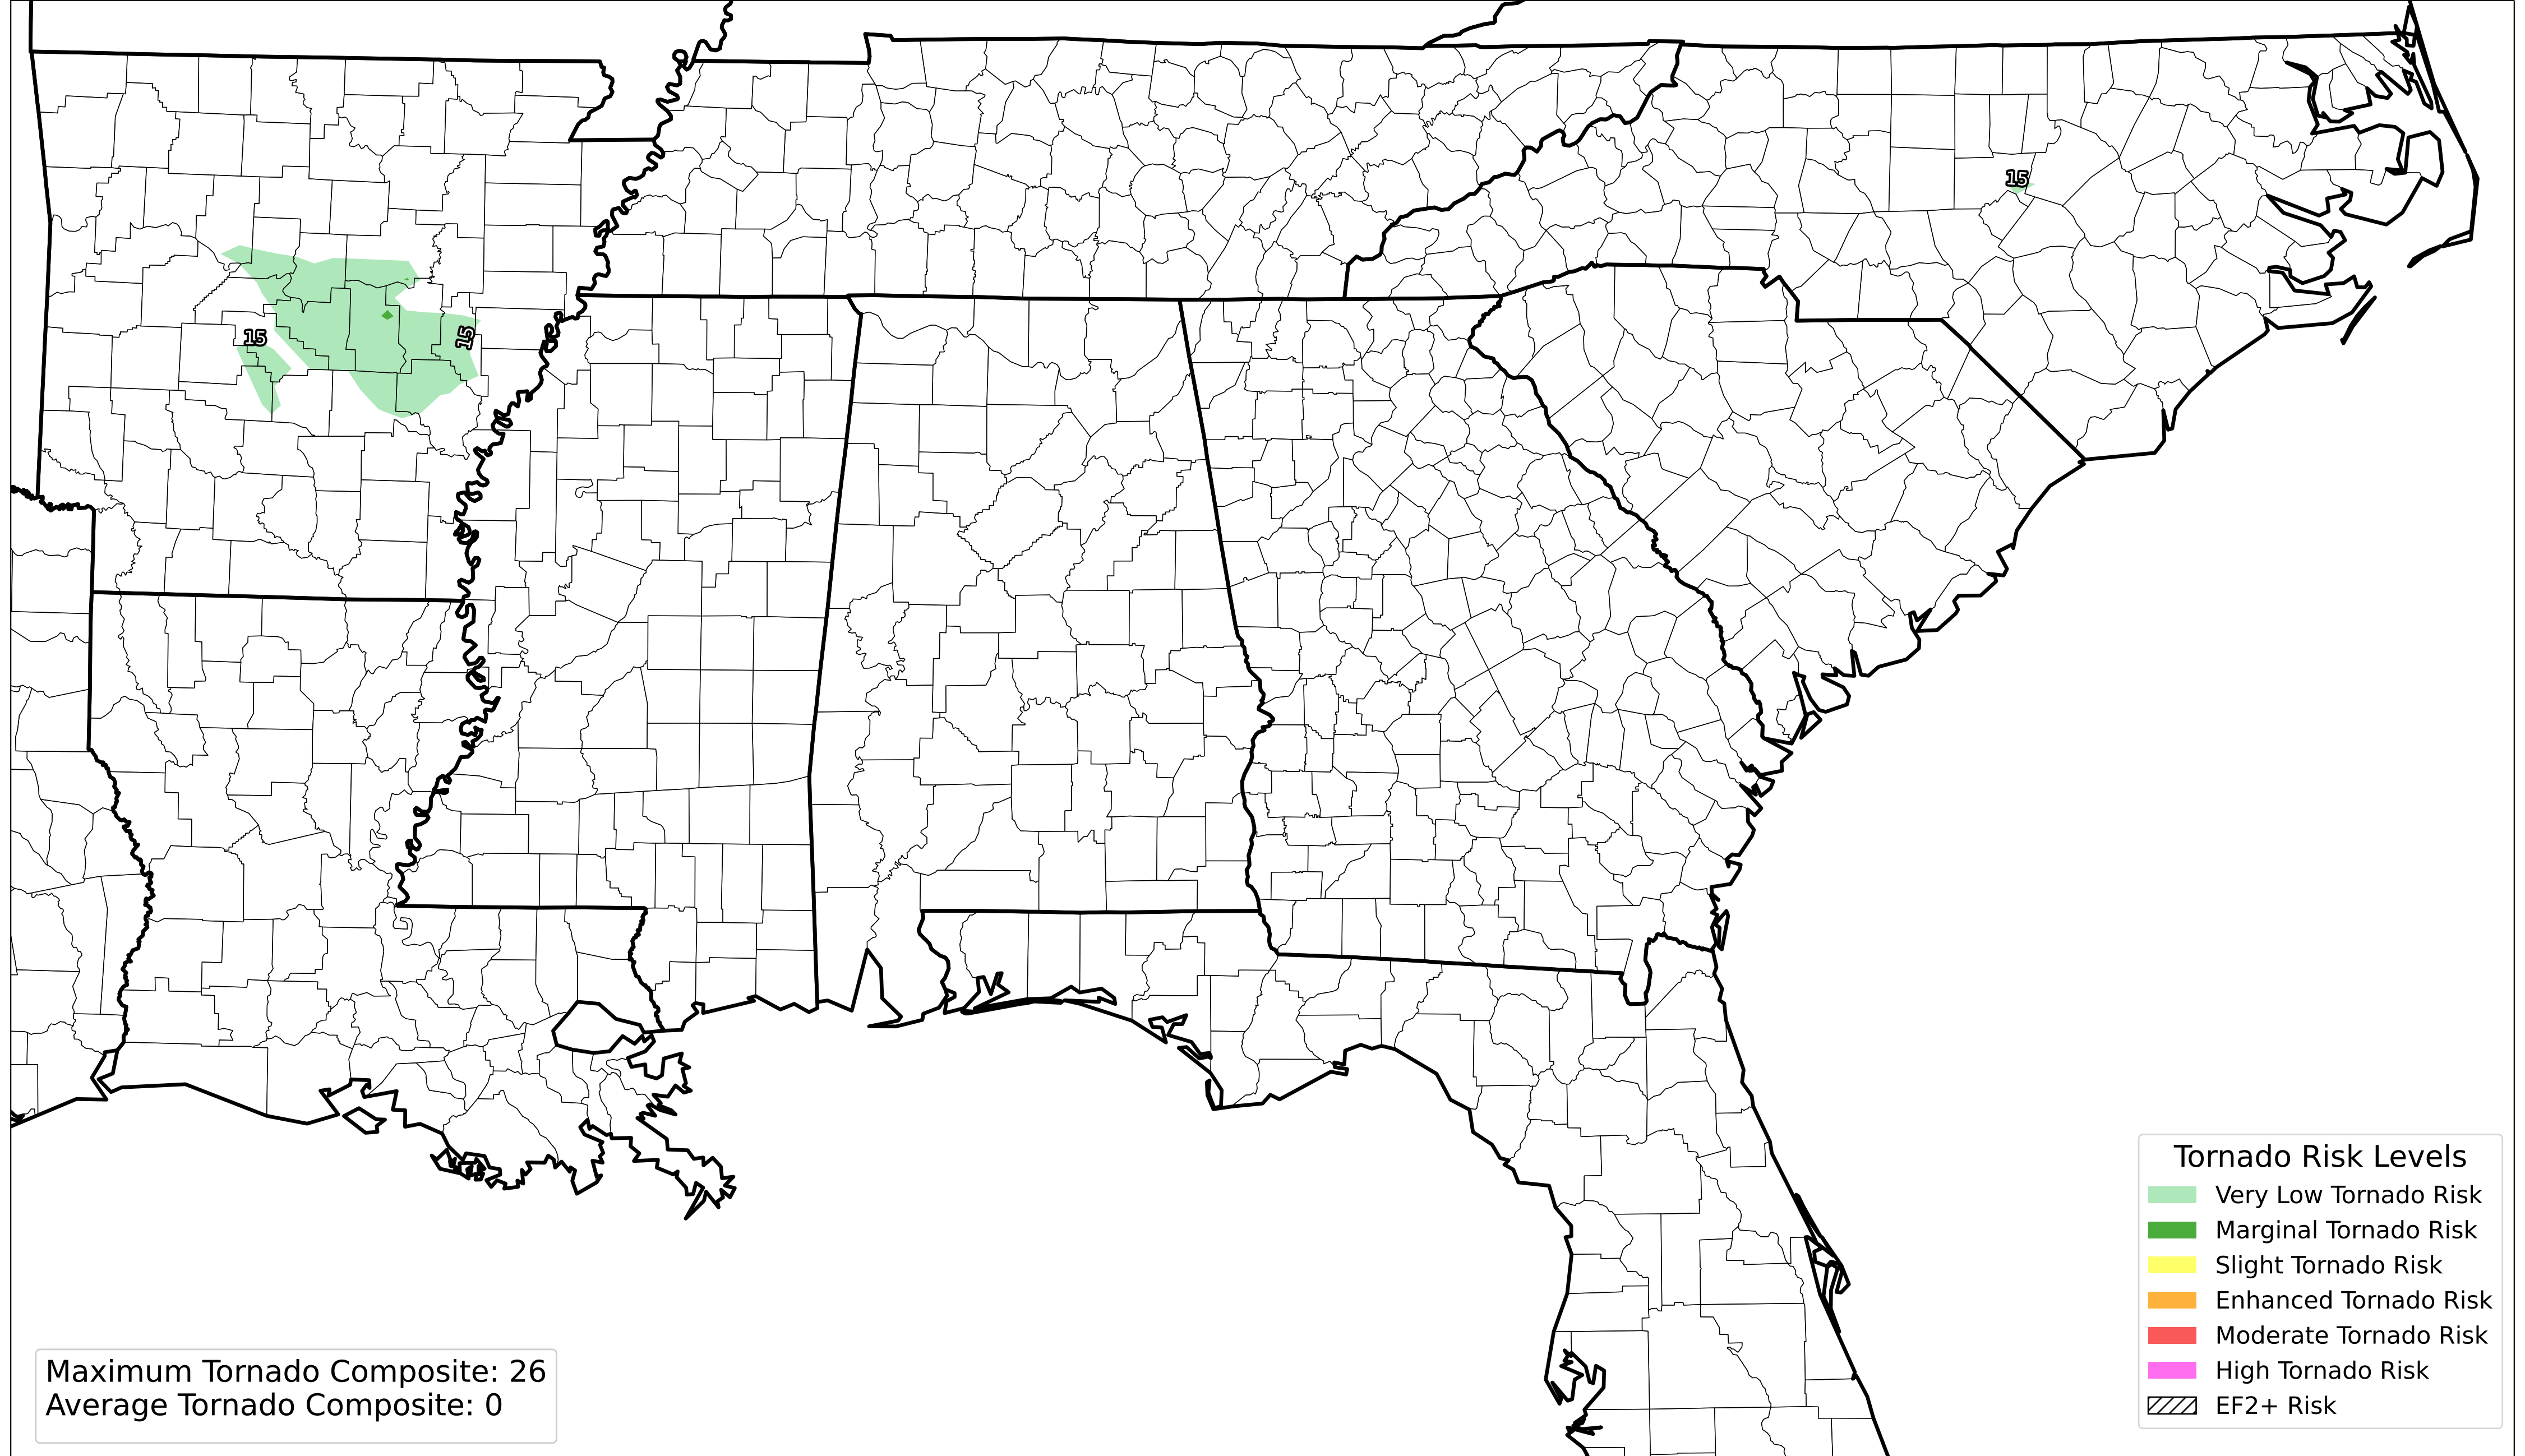 15
15
15
Tornado Risk Levels
Very Low Tornado Risk
Marginal Tornado Risk
Slight Tornado Risk
Enhanced Tornado Risk
Moderate Tornado Risk
High Tornado Risk
EF2+ Risk
Maximum Tornado Composite: 26
Average Tornado Composite: 0